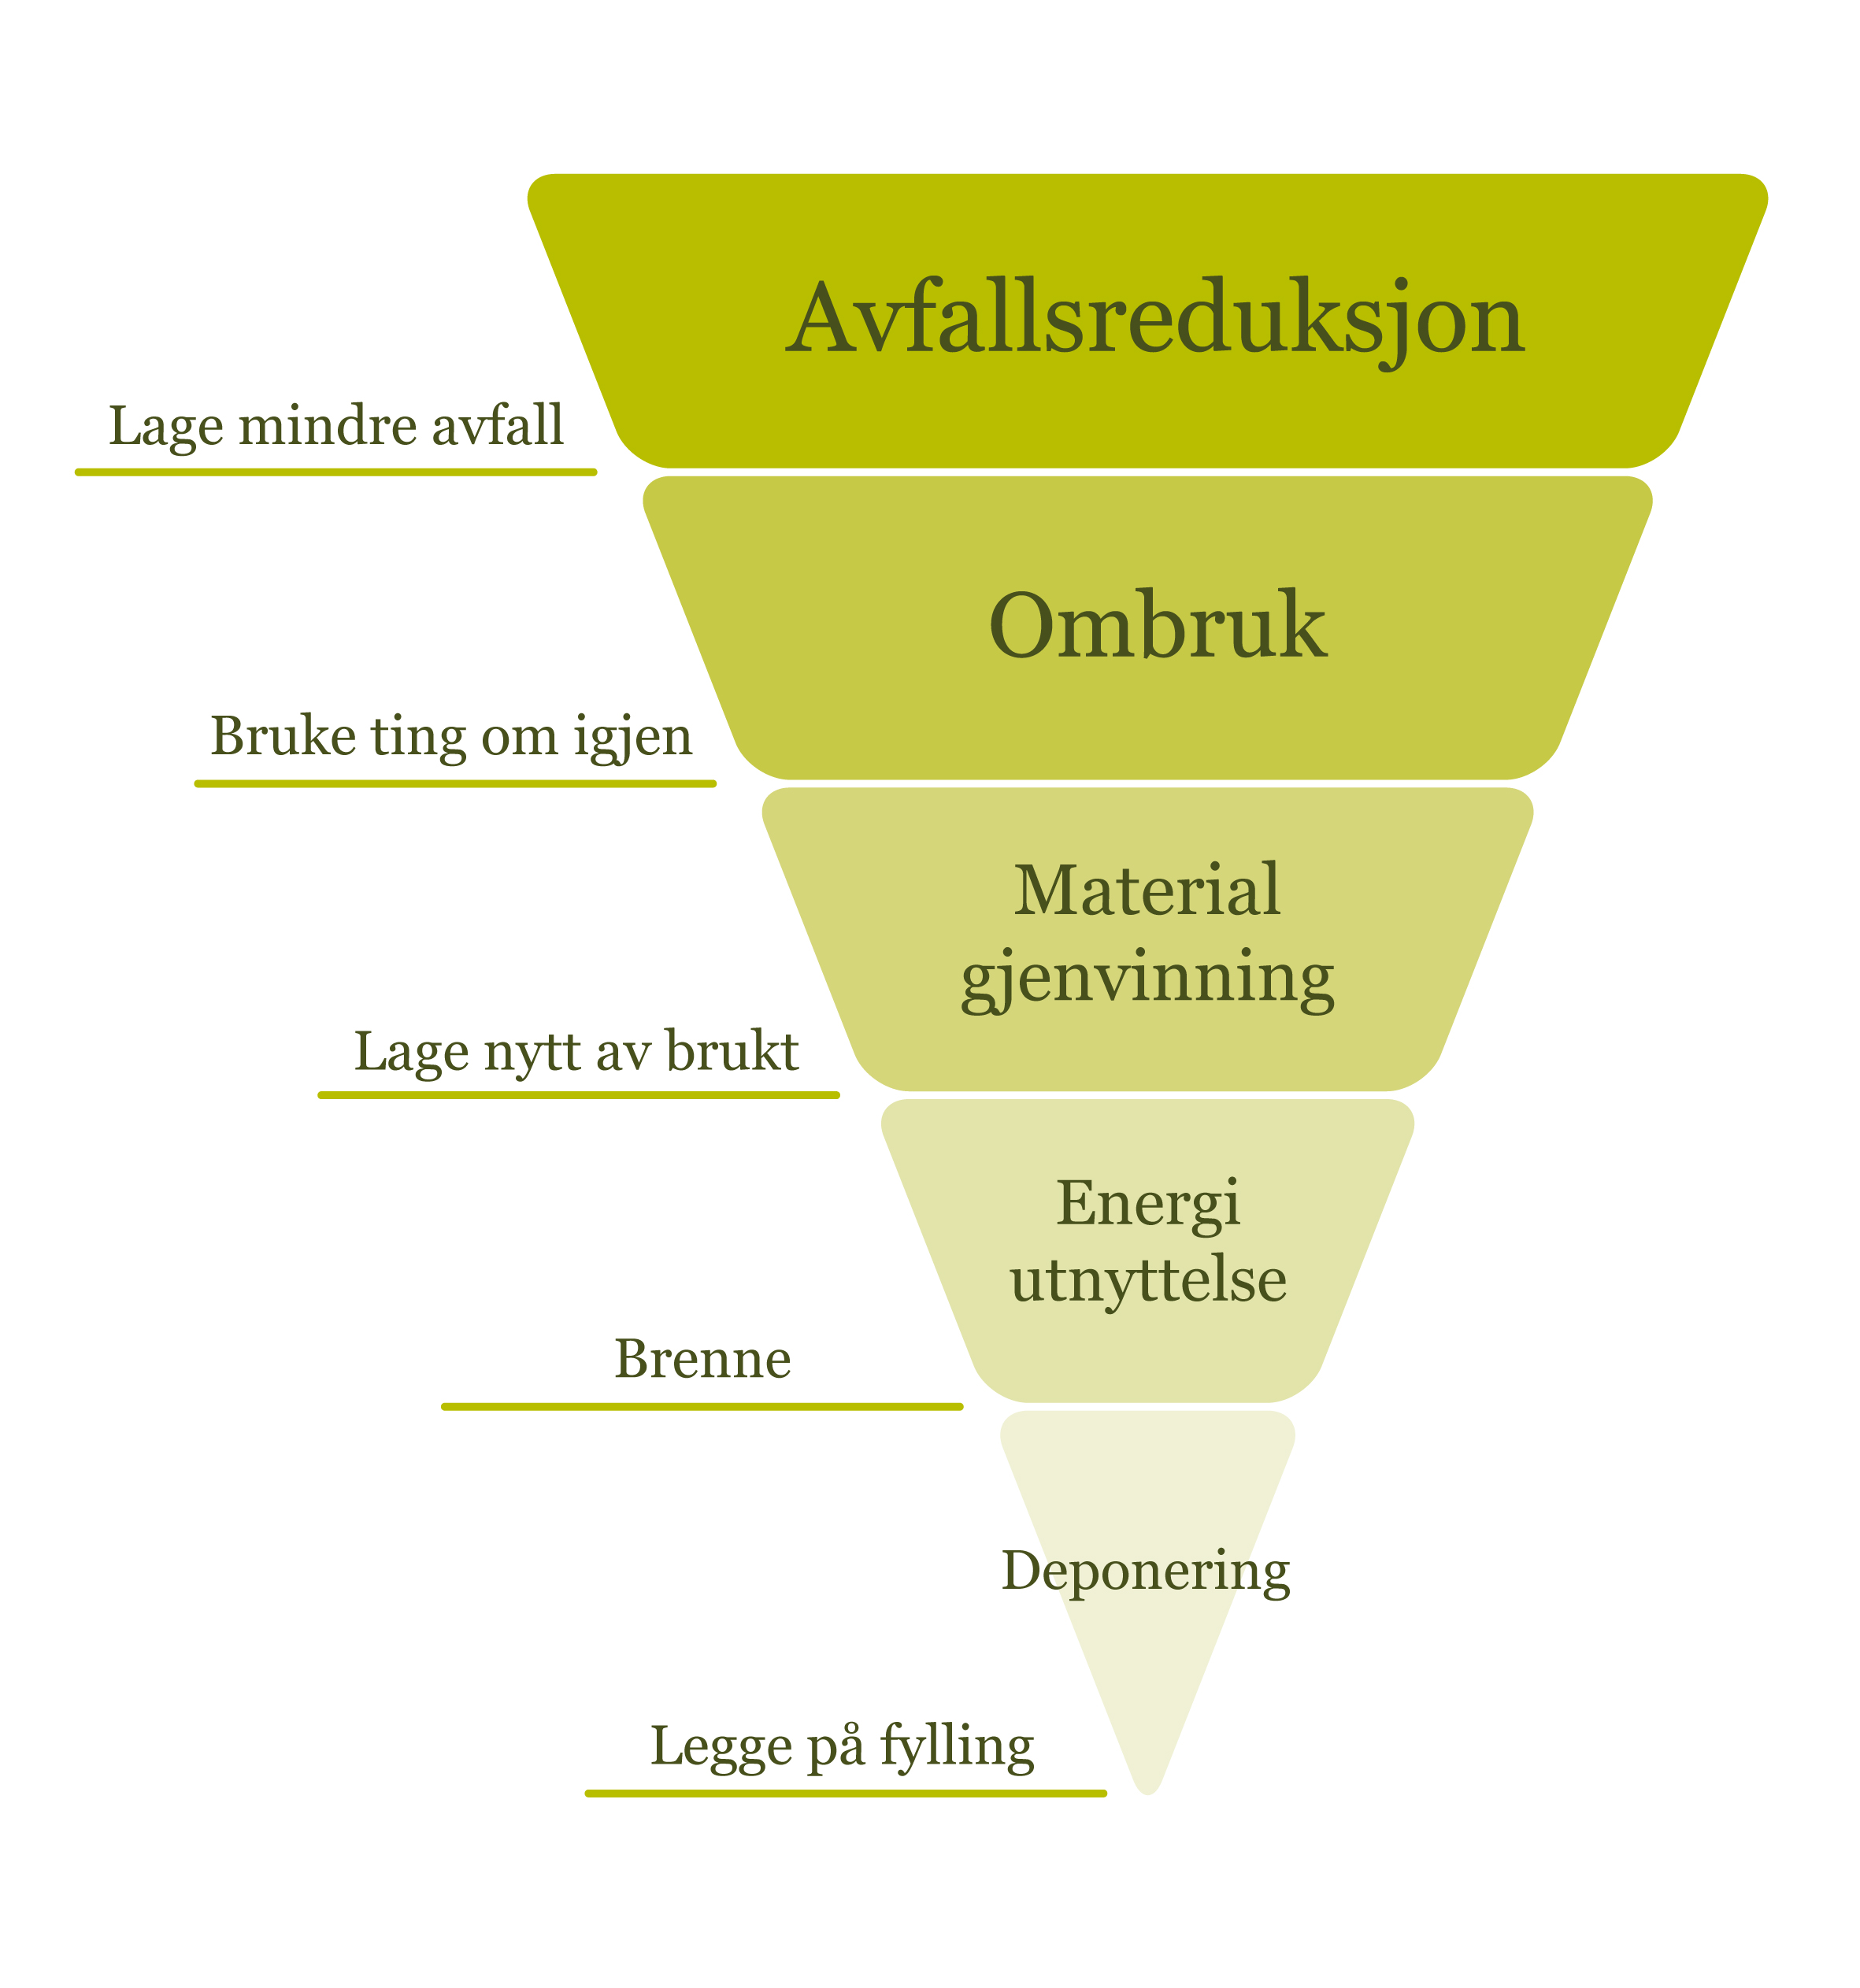 Avfallsreduksjon
Lage mindre avfall
Ombruk
Bruke ting om igjen
Material
gjenvinning
Lage nytt av brukt
Energi
utnyttelse
Brenne
Deponering
Legge på fylling